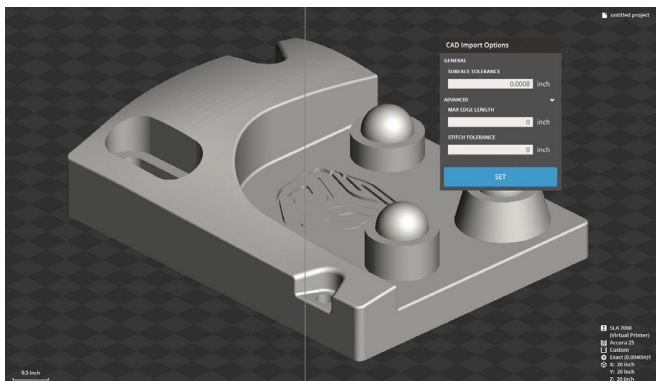 untitled project
CAD Import Options
GENERAL
SURFACE TOLERANCE
0.0008 inch
ADVANCED
MAX EDGE LENGTH
0 inch
STITCH TOLERANCE
0 inch
SET
SLA 7000
(Virtual Printer)
Accura 25
Custom
Exact (0.0040in)1
X: 20 inch
Y: 20 inch
Z: 20 inch
0.5 inch